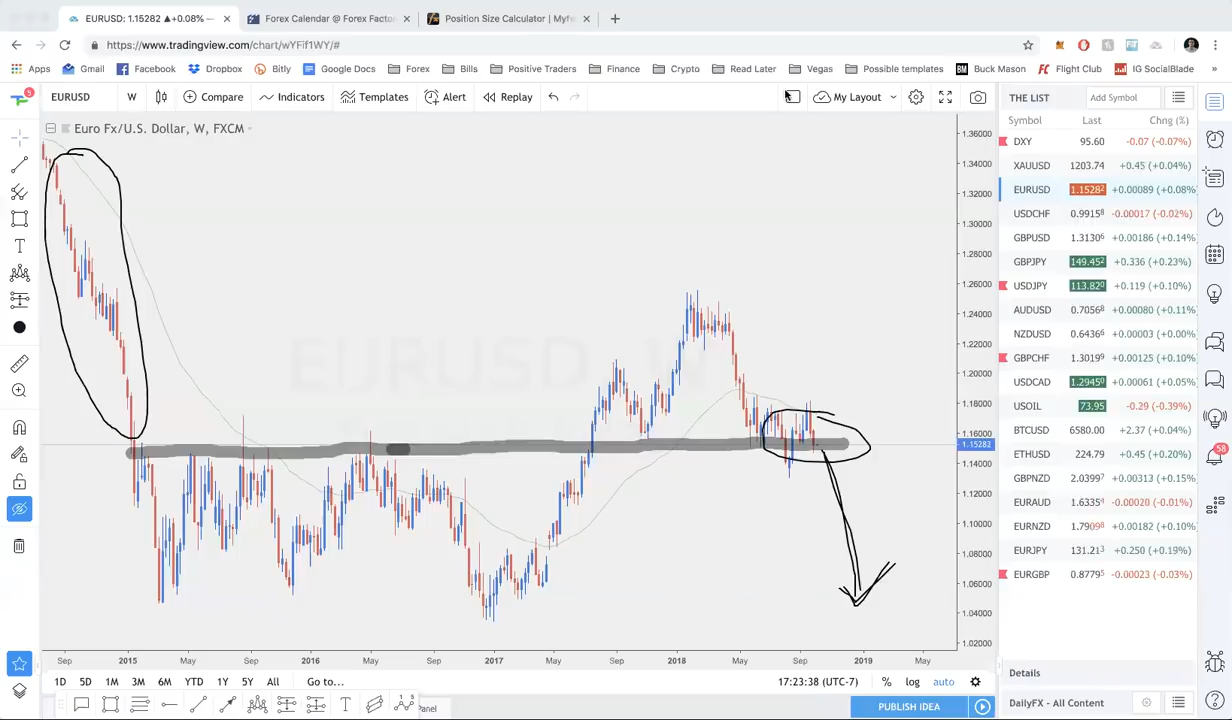 EURUSD: 1.15282 ▲+0.08%
Forex Calendar @ Forex Factor
Position Size Calculator | Myfx
https://www.tradingview.com/chart/wYFif1WY/#
Apps Gmail Facebook Dropbox Bitly Google Docs Forex Bills Positive Traders Finance Crypto Read Later Vegas Possible templates BM Buck Mason FC Flight Club IG SocialBlade »
EURUSD W Compare Indicators Templates Alert Replay My Layout
THE LIST Add Symbol
Euro Fx/U.S. Dollar, W, FXCM
EURUSD, W
Symbol Last Chng (%)
DXY 95.60 -0.07 (-0.07%)
XAUUSD 1203.74 +0.45 (+0.04%)
EURUSD 1.15282 +0.00089 (+0.08%)
USDCHF 0.99158 -0.00017 (-0.02%)
GBPUSD 1.31306 +0.00186 (+0.14%)
GBPJPY 149.452 +0.336 (+0.23%)
USDJPY 113.820 +0.119 (+0.10%)
AUDUSD 0.70568 +0.00080 (+0.11%)
NZDUSD 0.64366 +0.00003 (+0.00%)
GBPCHF 1.30199 +0.00125 (+0.10%)
USDCAD 1.29450 +0.00061 (+0.05%)
USOIL 73.95 -0.29 (-0.39%)
BTCUSD 6580.00 +2.37 (+0.04%)
ETHUSD 224.79 +0.45 (+0.20%)
GBPNZD 2.03997 +0.00313 (+0.15%)
EURAUD 1.63354 -0.00020 (-0.01%)
EURNZD 1.79098 +0.00182 (+0.10%)
EURJPY 131.213 +0.250 (+0.19%)
EURGBP 0.87795 -0.00023 (-0.03%)
1.36000
1.34000
1.32000
1.30000
1.28000
1.26000
1.24000
1.22000
1.20000
1.18000
1.16000
1.15282
1.14000
1.12000
1.10000
1.08000
1.06000
1.04000
1.02000
Sep 2015 May Sep 2016 May Sep 2017 May Sep 2018 May Sep 2019 May
1D 5D 1M 3M 6M YTD 1Y 5Y All Go to... 17:23:38 (UTC-7) % log auto
Details
Panel
PUBLISH IDEA
DailyFX - All Content
5
58